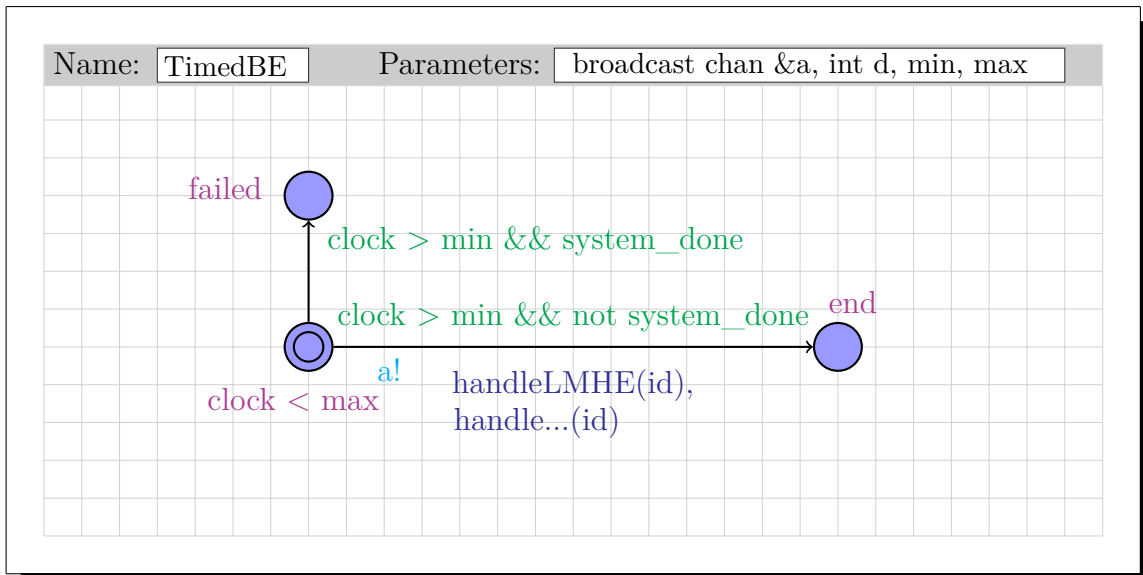 Name: TimedBE Parameters: broadcast chan &a, int d, min, max
failed
clock > min && system_done
end
clock > min && not system_done
a!
handleLMHE(id),
clock < max
handle...(id)